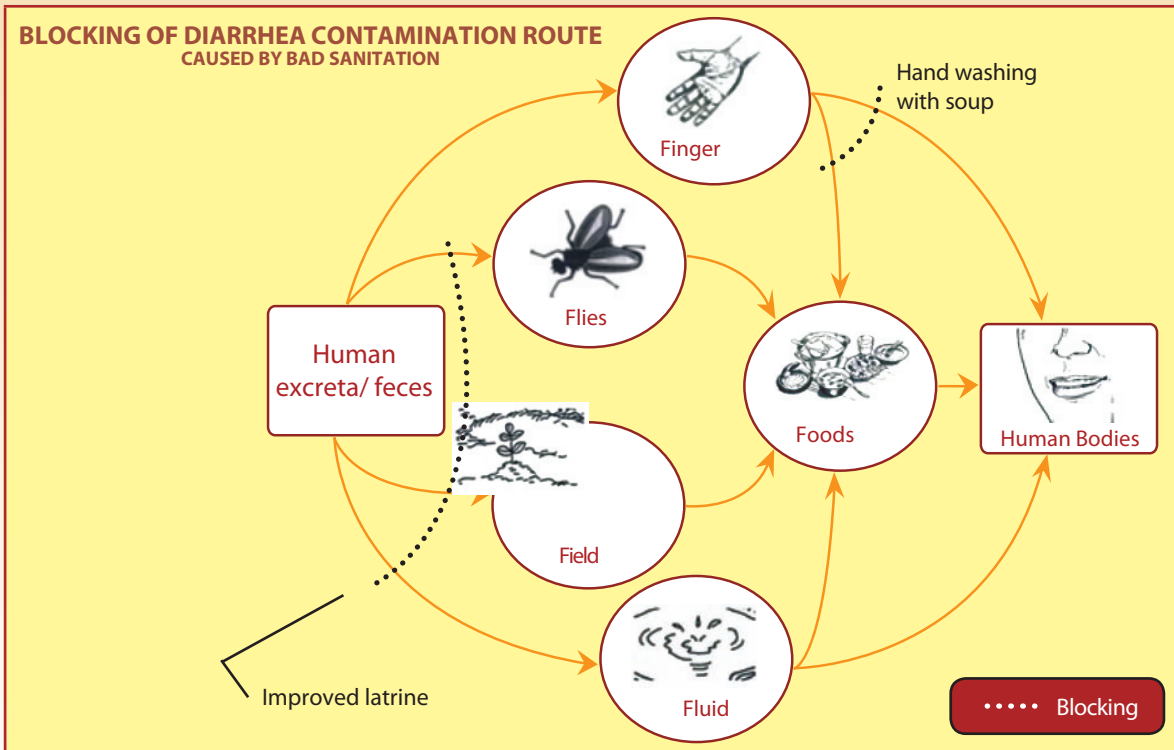 BLOCKING OF DIARRHEA CONTAMINATION ROUTE
CAUSED BY BAD SANITATION
Hand washing
with soup
Finger
Flies
Human
excreta/ feces
Foods
Human Bodies
Field
Fluid
Improved latrine
Blocking